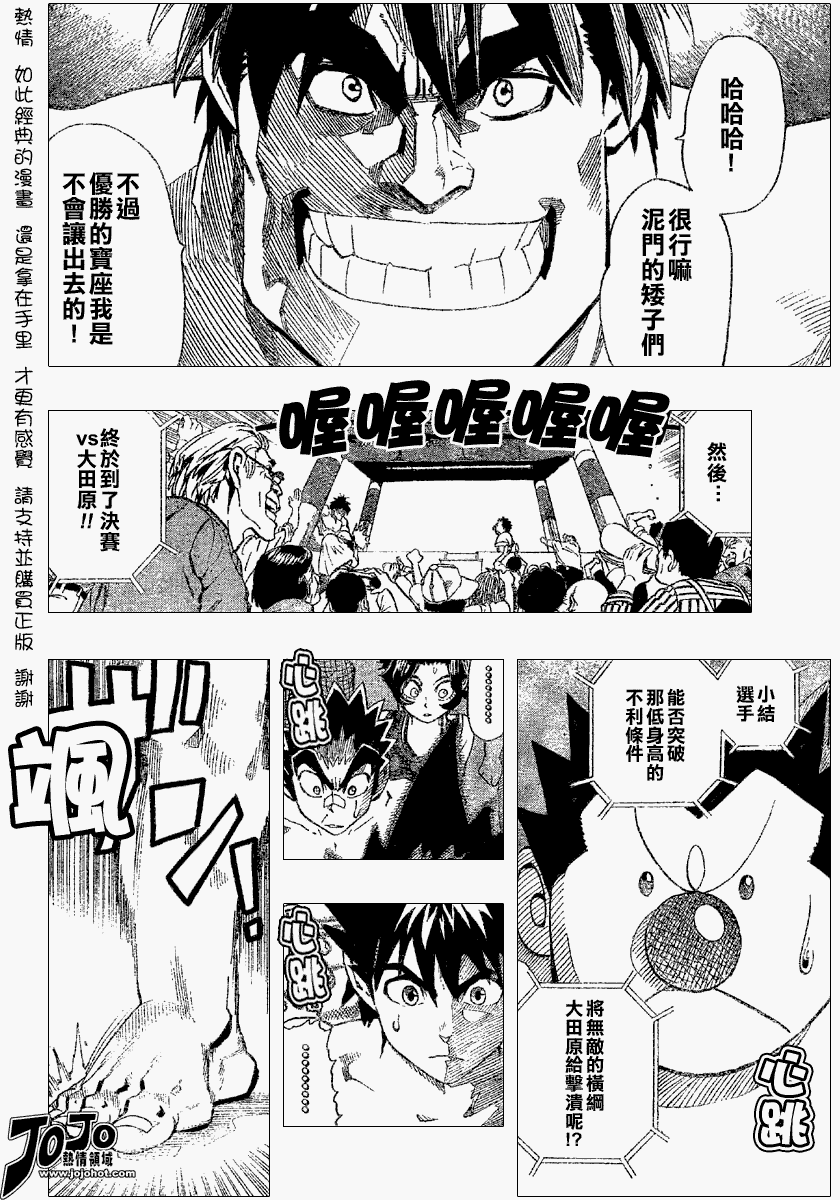 哈哈哈！
很行嘛
泥門的矮子們
不過
優勝的寶座我是
不會讓出去的！
喔喔喔喔喔
然後…
終於到了決賽
vs大田原!!
小結
選手
能否突破
那低身高的
不利條件
將無敵的橫綱
大田原給擊潰呢!?
心跳
………
心跳
心跳
………
颯
熱情 如此經典的漫畫 還是拿在手里 才更有感覺 請支持並購買正版 謝謝
JOJO
熱情領域
www.jojohot.com